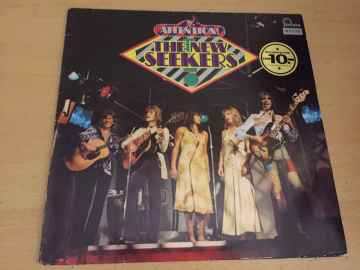 ATTENTION!
THE NEW
SEEKERS
-10,-